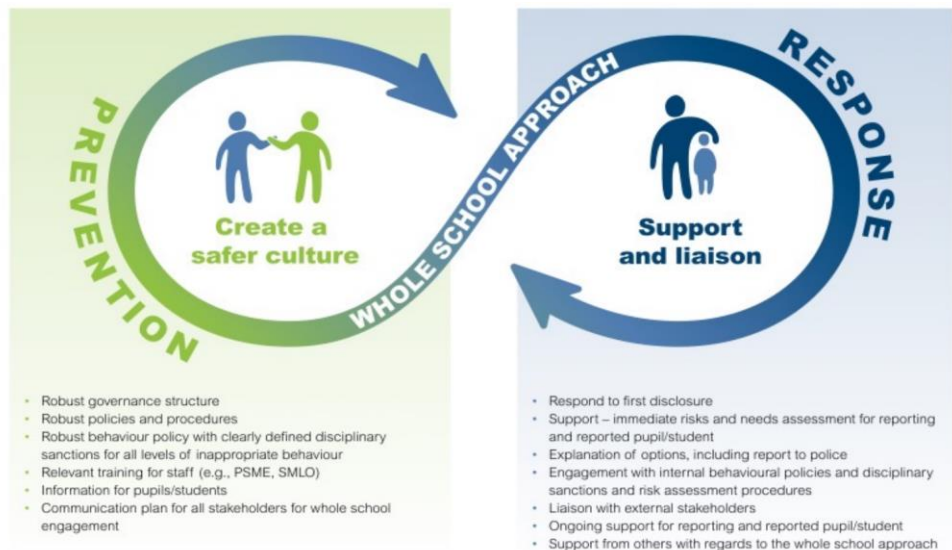 PREVENTION
Create a
safer culture
WHOLE SCHOOL APPROACH
RESPONSE
Support
and liaison
• Robust governance structure
• Robust policies and procedures
• Robust behaviour policy with clearly defined disciplinary
sanctions for all levels of inappropriate behaviour
• Relevant training for staff (e.g., PSME, SMLO)
• Information for pupils/students
• Communication plan for all stakeholders for whole school
engagement
• Respond to first disclosure
• Support – immediate risks and needs assessment for reporting
and reported pupil/student
• Explanation of options, including report to police
• Engagement with internal behavioural policies and disciplinary
sanctions and risk assessment procedures
• Liaison with external stakeholders
• Ongoing support for reporting and reported pupil/student
• Support from others with regards to the whole school approach